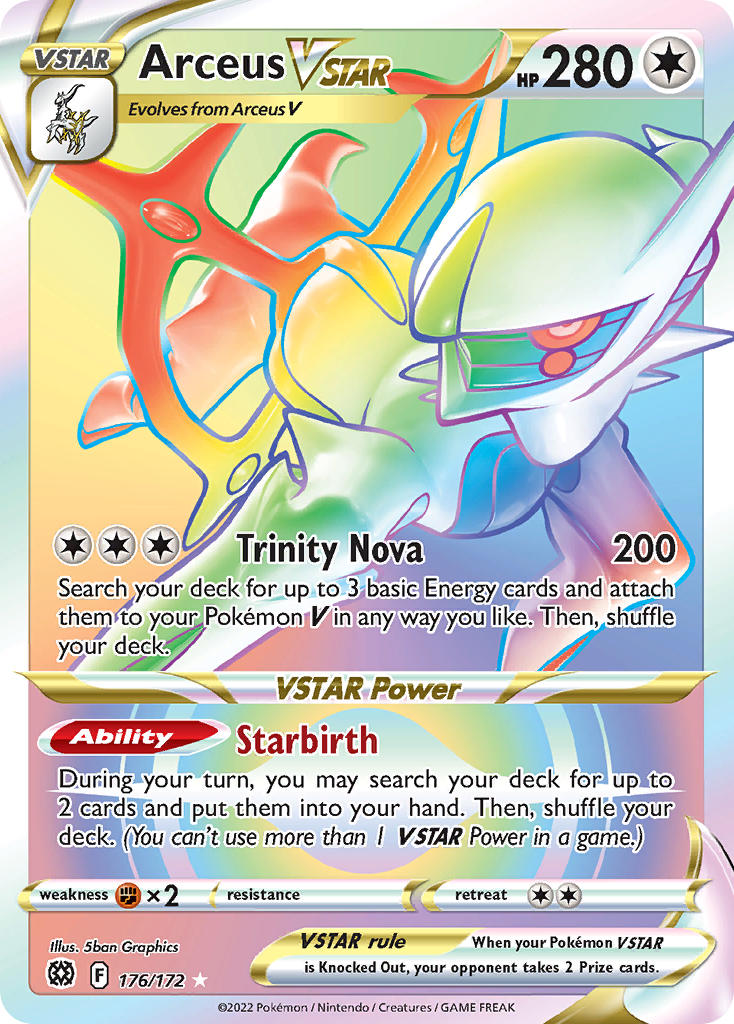 VSTAR
Arceus VSTAR
HP 280
Evolves from Arceus V
Trinity Nova 200
Search your deck for up to 3 basic Energy cards and attach
them to your Pokémon V in any way you like. Then, shuffle
your deck.
VSTAR Power
Ability Starbirth
During your turn, you may search your deck for up to
2 cards and put them into your hand. Then, shuffle your
deck. (You can't use more than 1 VSTAR Power in a game.)
weakness ×2 resistance retreat
Illus. 5ban Graphics
VSTAR rule When your Pokémon VSTAR
is Knocked Out, your opponent takes 2 Prize cards.
F 176/172
©2022 Pokémon / Nintendo / Creatures / GAME FREAK